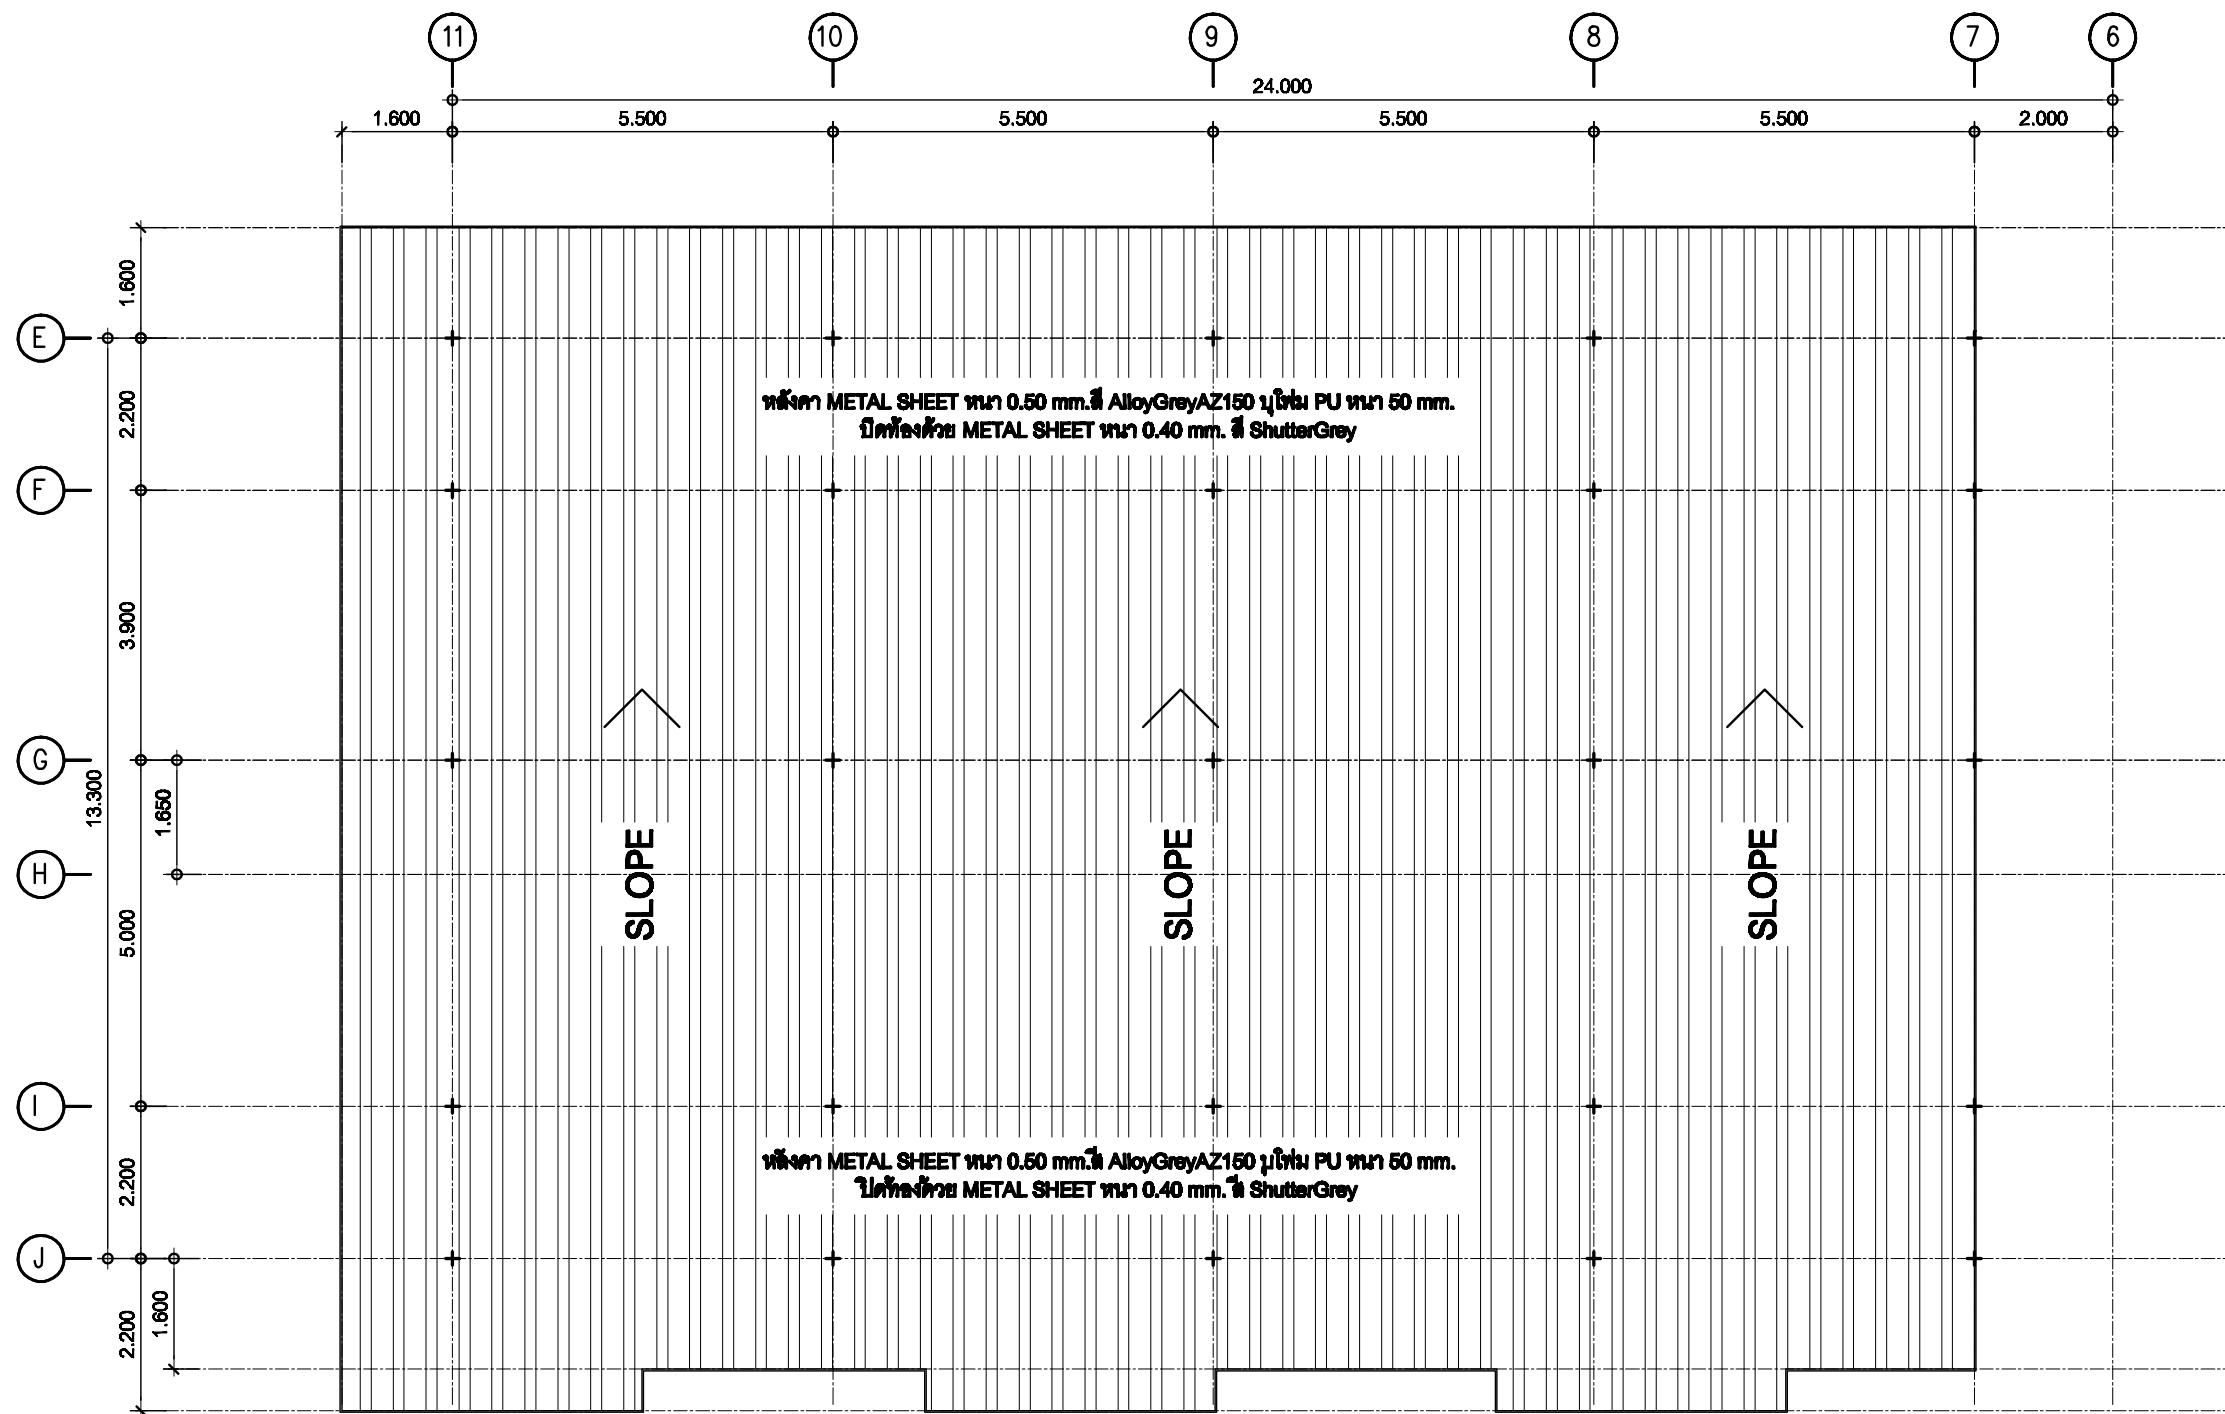 11
10
9
8
7
6
24.000
1.600
5.500
5.500
5.500
5.500
2.000
1.600
E
2.200
หลังคา METAL SHEET หนา 0.50 mm.สี AlloyGreyAZ150 บุโฟม PU หนา 50 mm.
ปิดท้องด้วย METAL SHEET หนา 0.40 mm. สี ShutterGrey
F
3.900
G
13.300
1.650
SLOPE
SLOPE
SLOPE
H
5.000
I
หลังคา METAL SHEET หนา 0.50 mm.สี AlloyGreyAZ150 บุโฟม PU หนา 50 mm.
ปิดท้องด้วย METAL SHEET หนา 0.40 mm. สี ShutterGrey
2.200
J
1.600
2.200